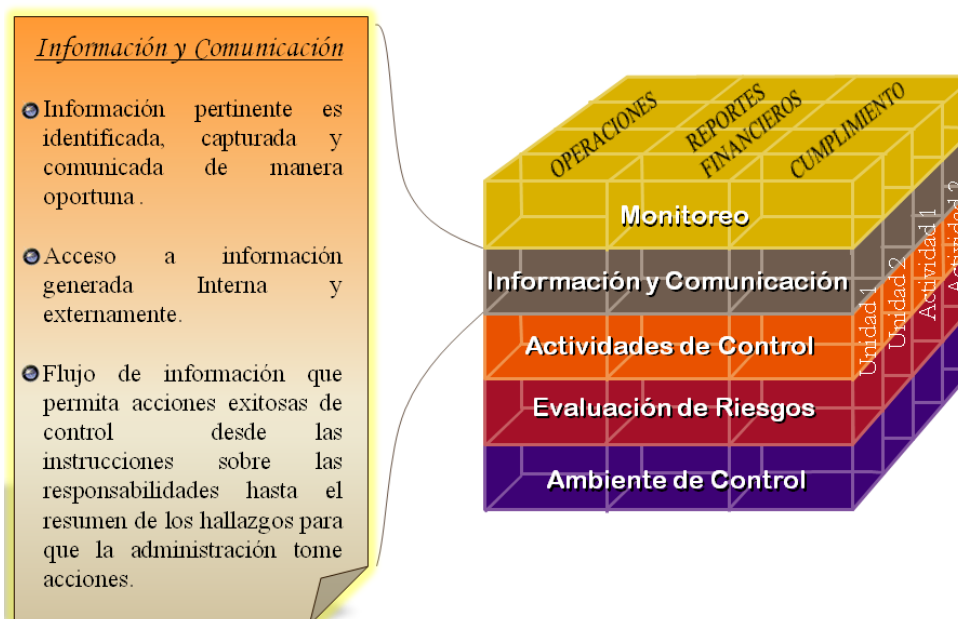 Información y Comunicación
Información pertinente es
identificada, capturada y
comunicada de manera
oportuna .
Acceso a información
generada Interna y
externamente.
Flujo de información que
permita acciones exitosas de
control desde las
instrucciones sobre las
responsabilidades hasta el
resumen de los hallazgos para
que la administración tome
acciones.
OPERACIONES
REPORTES
FINANCIEROS
CUMPLIMIENTO
Monitoreo
Información y Comunicación
Actividades de Control
Evaluación de Riesgos
Ambiente de Control
Unidad 1
Unidad 2
Actividad 1
Actividad 2